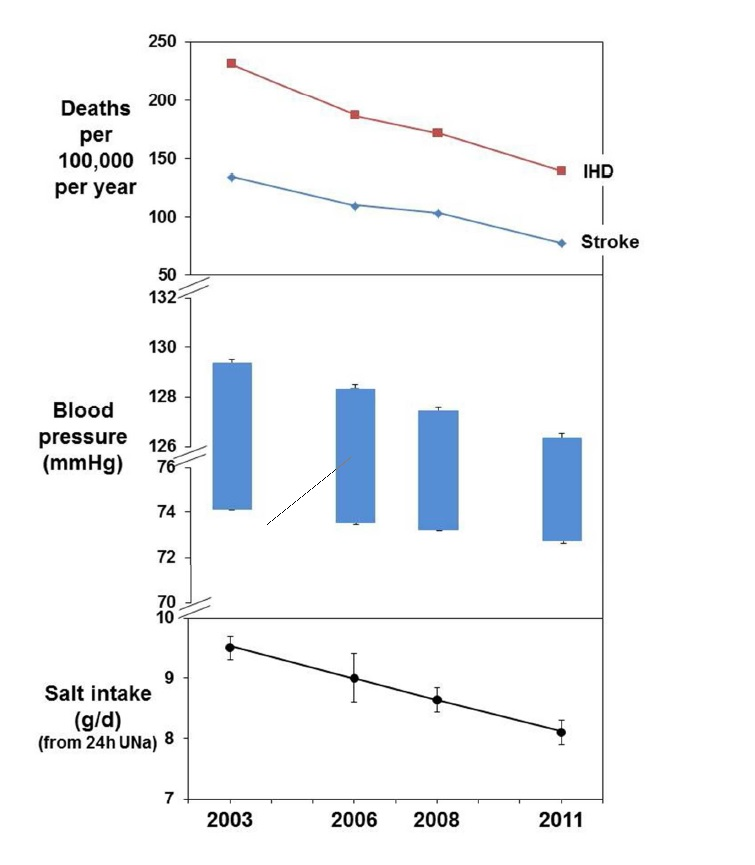 250
200
Deaths
per
100,000
per year
150
100
50
IHD
Stroke
132
130
128
126
Blood
pressure
(mmHg)
76
74
72
70
10
9
8
7
Salt intake
(g/d)
(from 24h UNa)
2003 2006 2008 2011